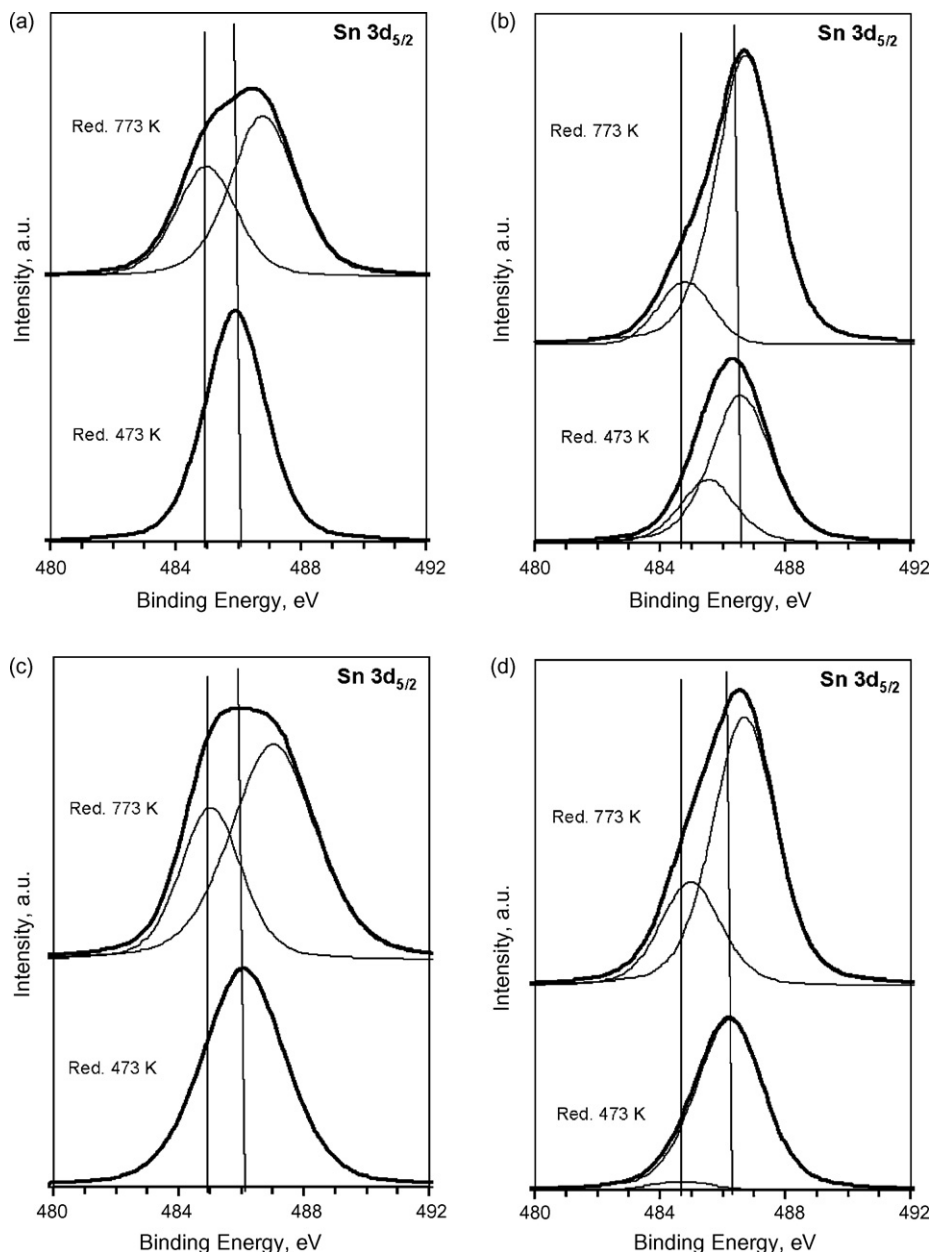 (a)
Sn 3d5/2
Red. 773 K
Red. 473 K
Intensity, a.u.
480 484 488 492
Binding Energy, eV
(b)
Sn 3d5/2
Red. 773 K
Red. 473 K
Intensity, a.u.
480 484 488 492
Binding Energy, eV
(c)
Sn 3d5/2
Red. 773 K
Red. 473 K
Intensity, a.u.
480 484 488 492
Binding Energy, eV
(d)
Sn 3d5/2
Red. 773 K
Red. 473 K
Intensity, a.u.
480 484 488 492
Binding Energy, eV